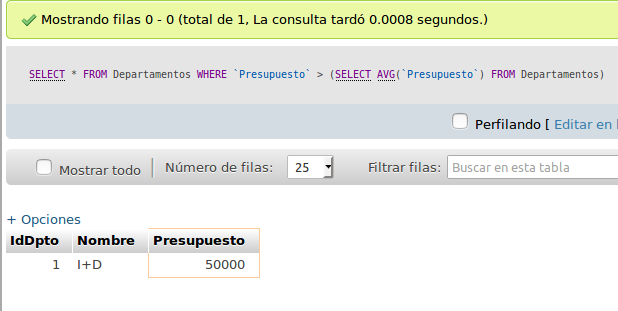 Mostrando filas 0 - 0 (total de 1, La consulta tardó 0.0008 segundos.)
SELECT * FROM Departamentos WHERE `Presupuesto` > (SELECT AVG(`Presupuesto`) FROM Departamentos)
Perfilando [ Editar en
Mostrar todo Número de filas: 25 Filtrar filas: Buscar en esta tabla
+ Opciones
IdDpto Nombre Presupuesto
1 I+D 50000